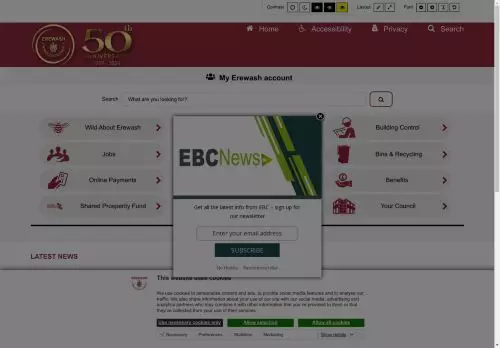 Contrast
Layout
Font
EREWASH
50th
ANNIVERSARY
1974 - 2024
Home
Accessibility
Privacy
Search
My Erewash account
Search
What are you looking for?
Wild About Erewash
Building Control
Jobs
Bins & Recycling
Online Payments
Benefits
Shared Prosperity Fund
Your Council
EBCNews
Get all the latest info from EBC – sign up for
our newsletter
Enter your email address
SUBSCRIBE
No thanks
LATEST NEWS
This website uses cookies
We use cookies to personalise content and ads, to provide social media features and to analyse our
traffic. We also share information about your use of our site with our social media, advertising and
analytics partners who may combine it with other information that you've provided to them or that
they've collected from your use of their services.
Use necessary cookies only
Allow selection
Allow all cookies
Necessary
Preferences
Statistics
Marketing
Show details